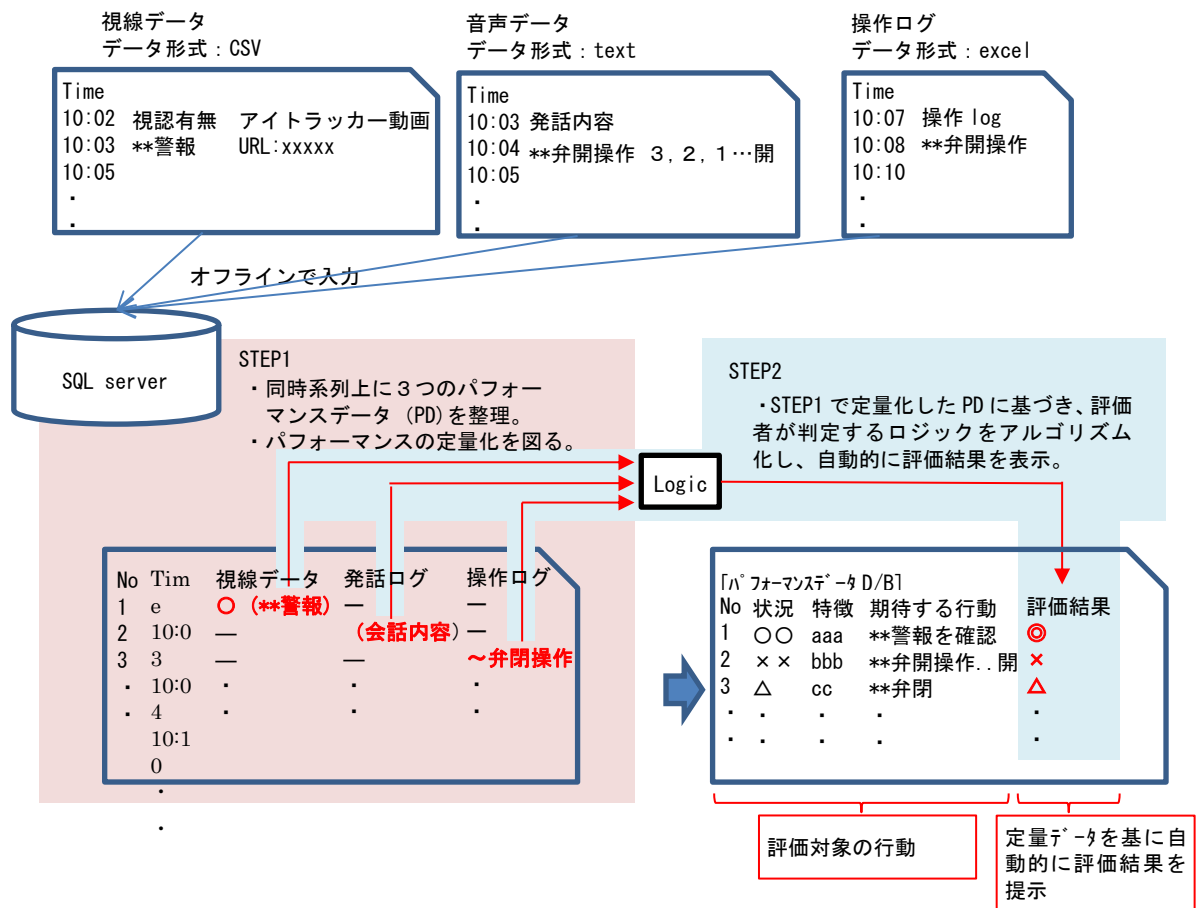 視線データ
データ形式：CSV
Time
10:02 視認有無 アイトラッカー動画
10:03 **警報 URL:xxxxx
10:05
・
・
音声データ
データ形式：text
Time
10:03 発話内容
10:04 **弁開操作 ３，２，１…開
10:05
・
・
操作ログ
データ形式：excel
Time
10:07 操作 log
10:08 **弁開操作
10:10
・
・
オフラインで入力
SQL server
STEP1
・同時系列上に３つのパフォー
マンスデータ (PD)を整理。
・パフォーマンスの定量化を図る。
STEP2
・STEP1 で定量化した PD に基づき、評価
者が判定するロジックをアルゴリズム
化し、自動的に評価結果を表示。
Logic
No Tim 視線データ 発話ログ 操作ログ
1 e ○ (**警報) ― ―
2 10:0 ― (会話内容) ―
3 3 ― ― ～弁閉操作
・ 10:0 ・ ・ ・
・ 4 ・ ・ ・
10:1
0
・
・
[ﾊﾟﾌｫｰﾏﾝｽﾃﾞｰﾀ D/B]
No 状況 特徴 期待する行動 評価結果
1 ○○ aaa **警報を確認 ◎
2 ×× bbb **弁開操作..開 ×
3 △ cc **弁閉 △
・ ・ ・ ・ ・
・ ・ ・ ・ ・
評価対象の行動
定量ﾃﾞｰﾀを基に自
動的に評価結果を
提示